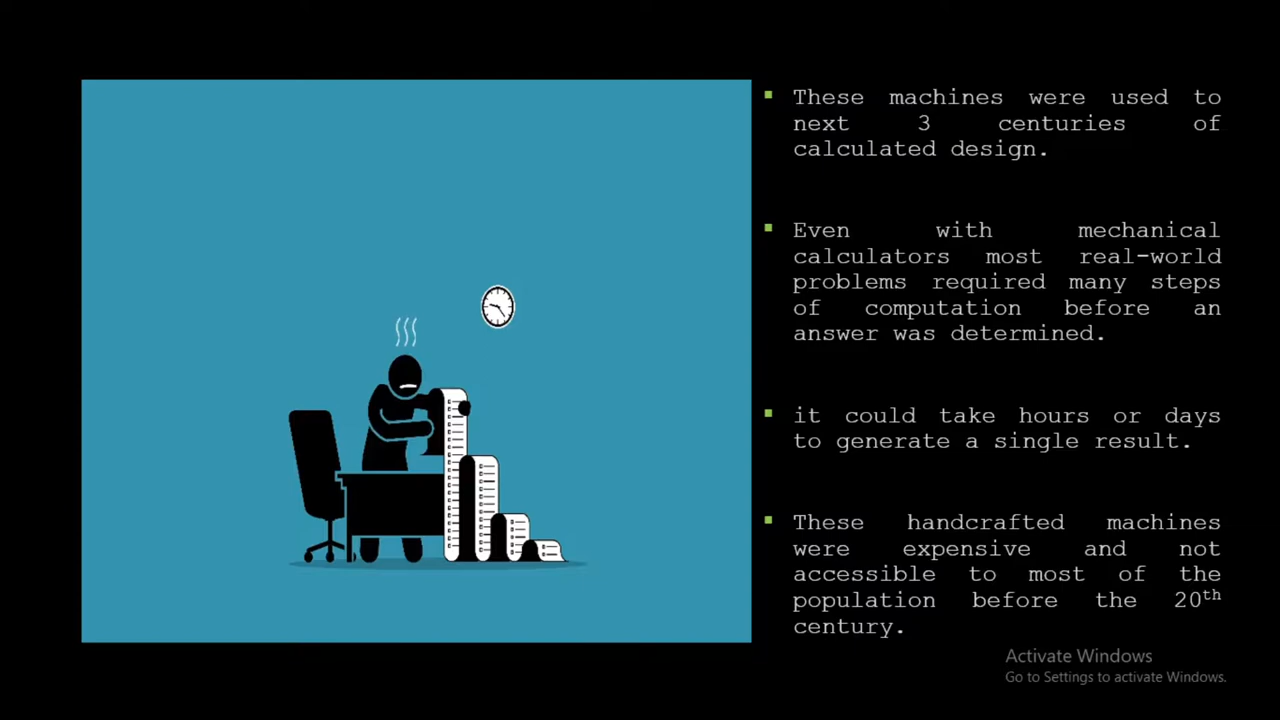 These machines were used to
next 3 centuries of
calculated design.
Even with mechanical
calculators most real-world
problems required many steps
of computation before an
answer was determined.
it could take hours or days
to generate a single result.
These handcrafted machines
were expensive and not
accessible to most of the
population before the 20th
century.
Activate Windows
Go to Settings to activate Windows.